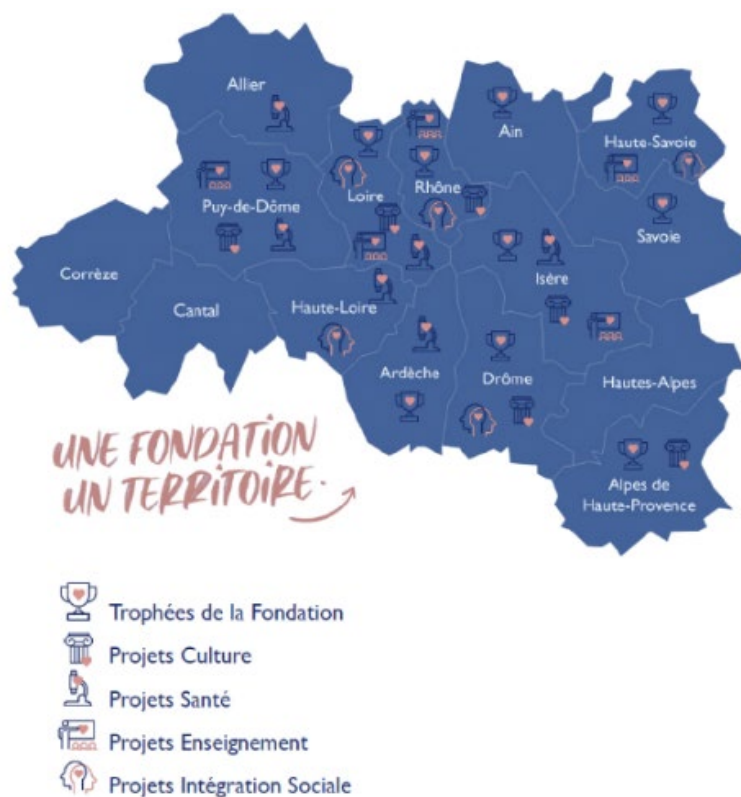 Allier
Ain
Haute-Savoie
Loire
Rhône
Puy-de-Dôme
Savoie
Corrèze
Isère
Cantal
Haute-Loire
Ardèche
Drôme
Hautes-Alpes
Alpes de
Haute-Provence
UNE FONDATION
UN TERRITOIRE.
Trophées de la Fondation
Projets Culture
Projets Santé
Projets Enseignement
Projets Intégration Sociale